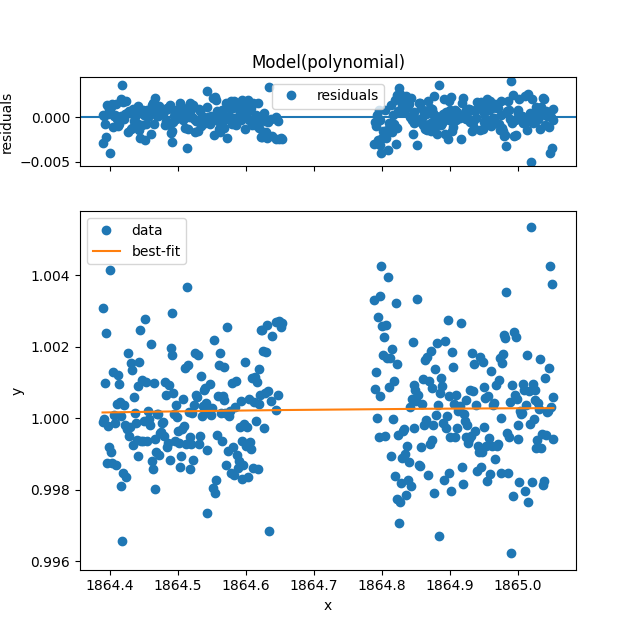 Model(polynomial)
residuals
0.000
−0.005
residuals
data
best-fit
1.004
1.002
1.000
0.998
0.996
y
1864.4 1864.5 1864.6 1864.7 1864.8 1864.9 1865.0
x